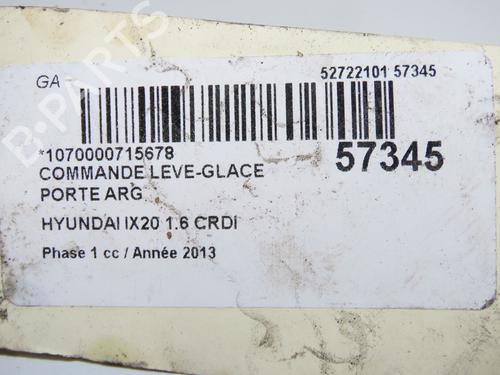 GA
52722101 57345
B-PARTS
*1070000715678
57345
COMMANDE LEVE-GLACE
PORTE ARG
HYUNDAI IX20 1.6 CRDI
Phase 1 cc / Année 2013